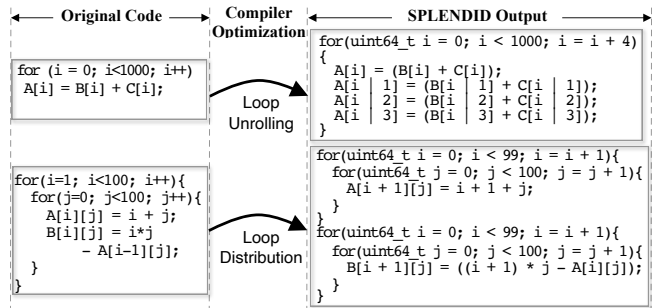 Original Code
Compiler
Optimization
SPLENDID Output
for (i = 0; i<1000; i++)
A[i] = B[i] + C[i];
Loop
Unrolling
for(uint64_t i = 0; i < 1000; i = i + 4)
{
A[i] = (B[i] + C[i]);
A[i | 1] = (B[i | 1] + C[i | 1]);
A[i | 2] = (B[i | 2] + C[i | 2]);
A[i | 3] = (B[i | 3] + C[i | 3]);
}
for(i=1; i<100; i++){
for(j=0; j<100; j++){
A[i][j] = i + j;
B[i][j] = i*j
- A[i-1][j];
}
}
Loop
Distribution
for(uint64_t i = 0; i < 99; i = i + 1){
for(uint64_t j = 0; j < 100; j = j + 1){
A[i + 1][j] = i + 1 + j;
}
}
for(uint64_t i = 0; i < 99; i = i + 1){
for(uint64_t j = 0; j < 100; j = j + 1){
B[i + 1][j] = ((i + 1) * j - A[i][j]);
}
}